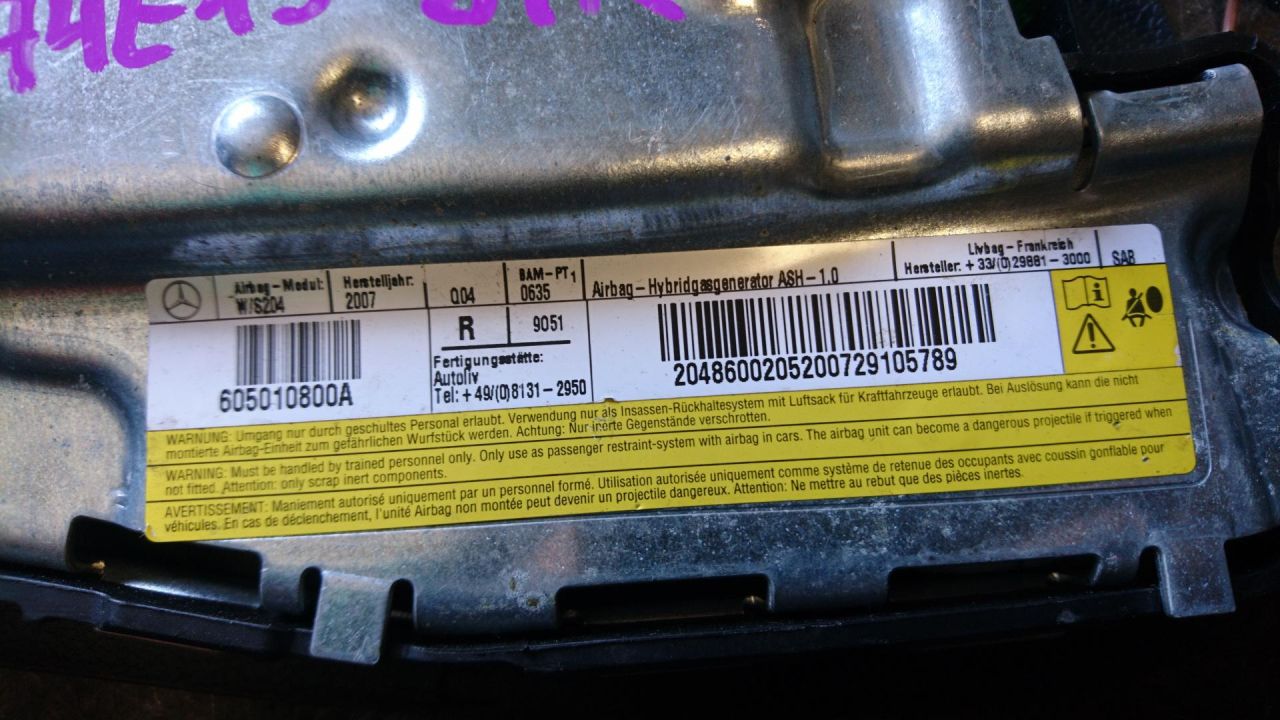 Airbag-Modul: Herstelljahr: BAM-PT1 Livbag-Frankreich
W/S204 2007 Q04 0635 Airbag-Hybridgasgenerator ASH-1.0 Hersteller: +33/(0)29881-3000 SAB
R 9051
Fertigungsstätte:
Autoliv
Tel: +49/(0)8131-2950
605010800A
2048600205200729105789
WARNUNG: Umgang nur durch geschultes Personal erlaubt. Verwendung nur als Insassen-Rückhaltesystem mit Luftsack für Kraftfahrzeuge erlaubt. Bei Auslösung kann die nicht
montierte Airbag-Einheit zum gefährlichen Wurfstück werden. Achtung: Nur inerte Gegenstände verschrotten.
WARNING: Must be handled by trained personnel only. Only use as passenger restraint-system with airbag in cars. The airbag unit can become a dangerous projectile if triggered when
not fitted. Attention: only scrap inert components.
AVERTISSEMENT: Maniement autorisé uniquement par un personnel formé. Utilisation autorisée uniquement comme système de retenue des occupants avec coussin gonflable pour
véhicules. En cas de déclenchement, l'unité Airbag non montée peut devenir un projectile dangereux. Attention: Ne mettre au rebut que des pièces inertes.